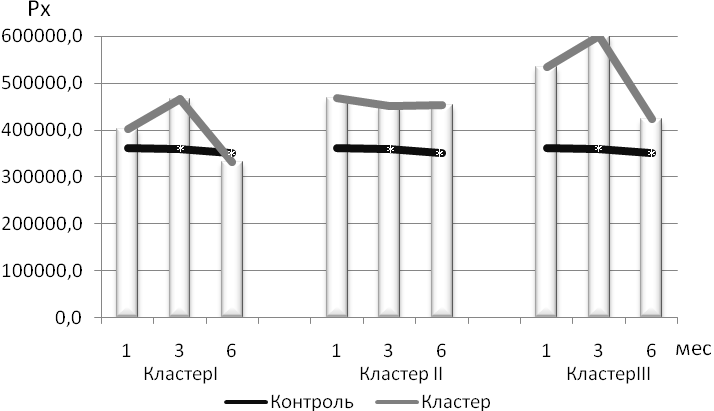 Px
600000,0
500000,0
400000,0
300000,0
200000,0
100000,0
0,0
1 3 6 1 3 6 1 3 6 мес
КластерI Кластер II КластерIII
Контроль Кластер